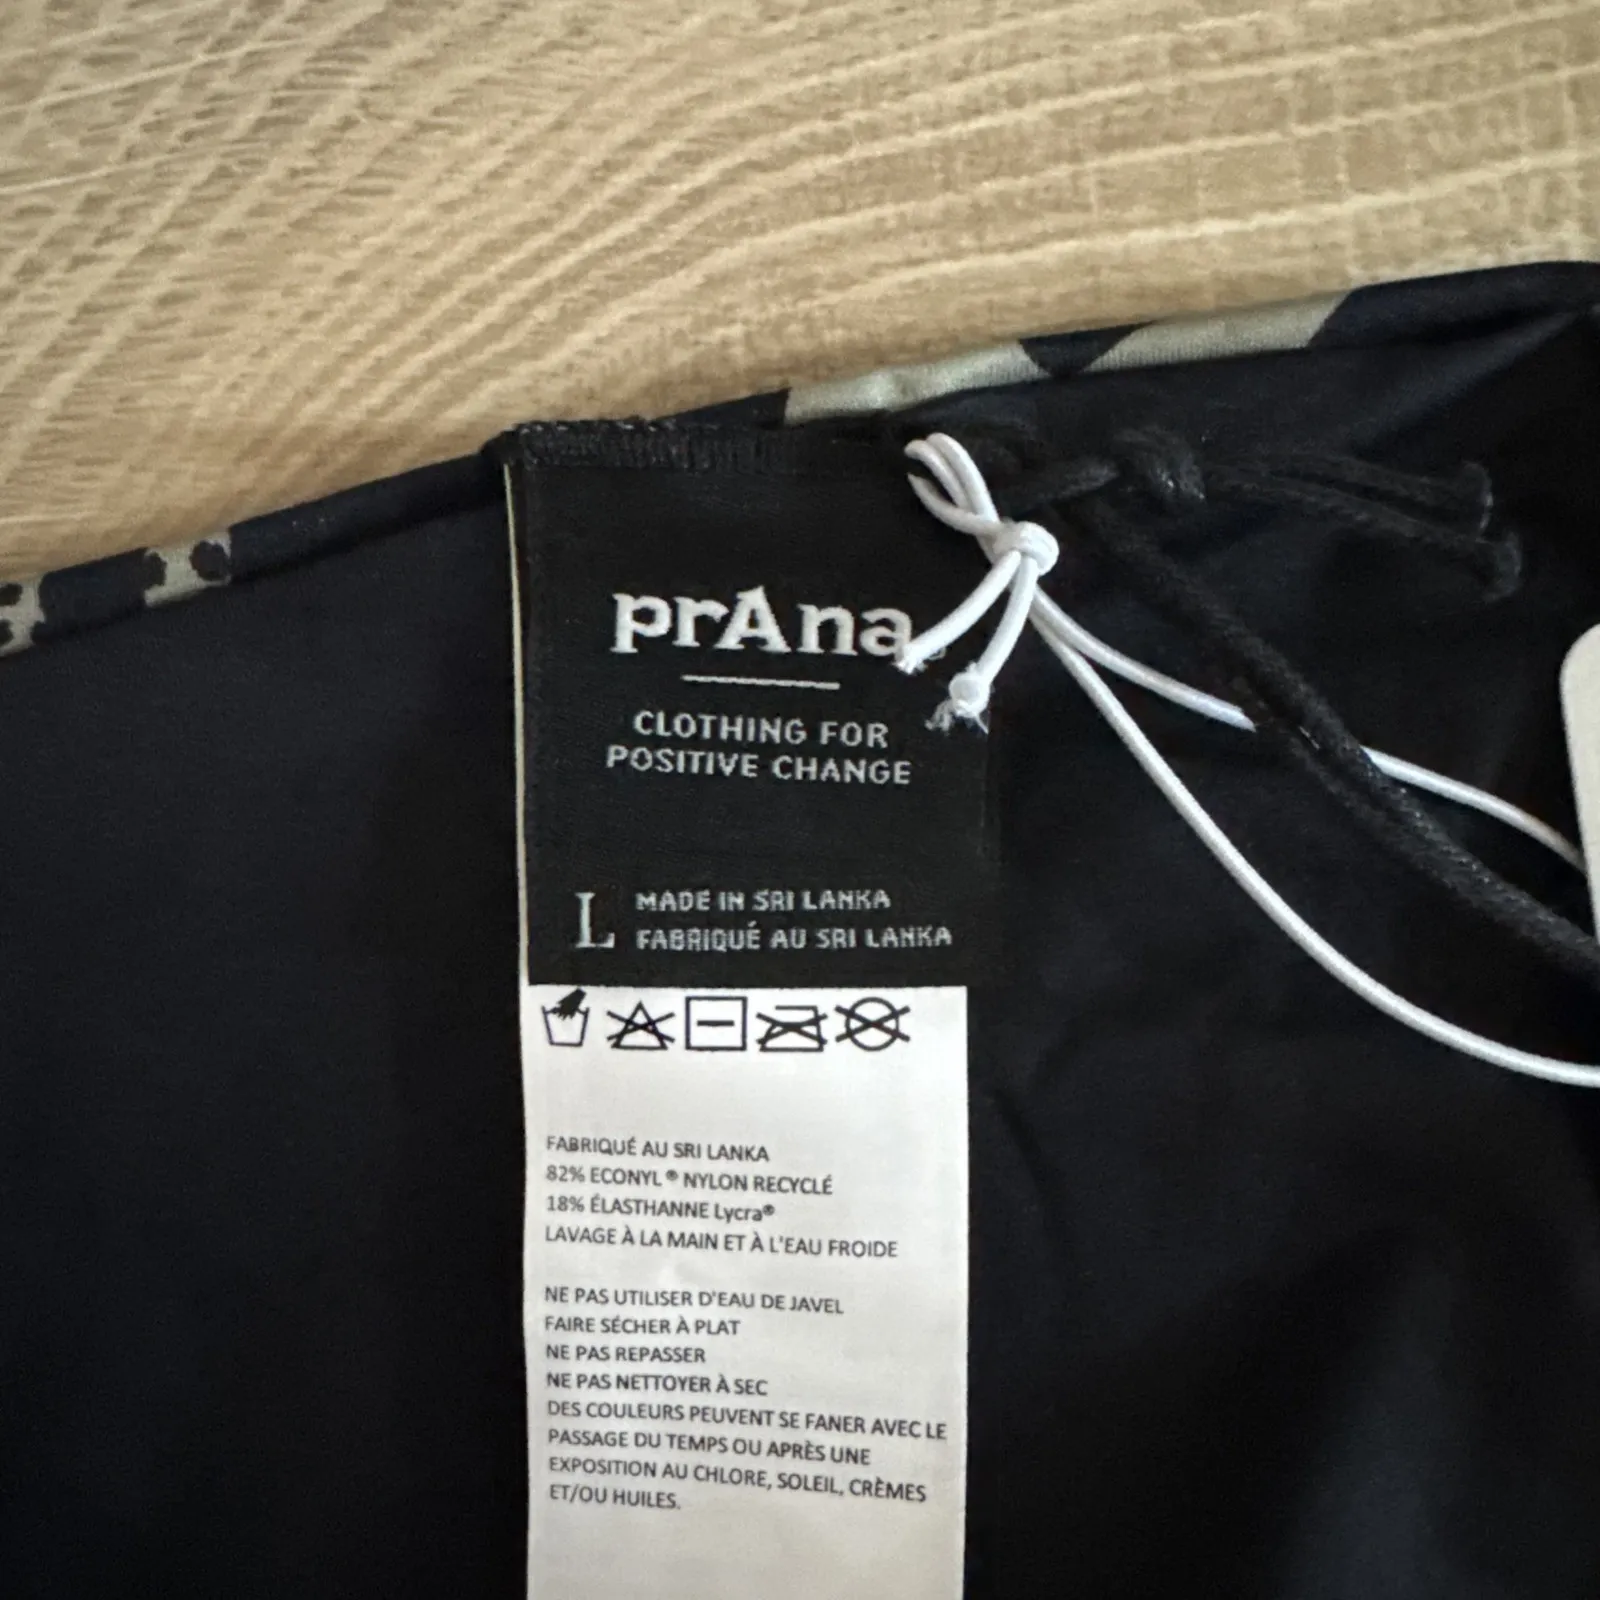 prAna
CLOTHING FOR
POSITIVE CHANGE
L
MADE IN SRI LANKA
FABRIQUÉ AU SRI LANKA
FABRIQUÉ AU SRI LANKA
82% ECONYL® NYLON RECYCLÉ
18% ÉLASTHANNE Lycra®
LAVAGE À LA MAIN ET À L'EAU FROIDE
NE PAS UTILISER D'EAU DE JAVEL
FAIRE SÉCHER À PLAT
NE PAS REPASSER
NE PAS NETTOYER À SEC
DES COULEURS PEUVENT SE FANER AVEC LE
PASSAGE DU TEMPS OU APRÈS UNE
EXPOSITION AU CHLORE, SOLEIL, CRÈMES
ET/OU HUILES.